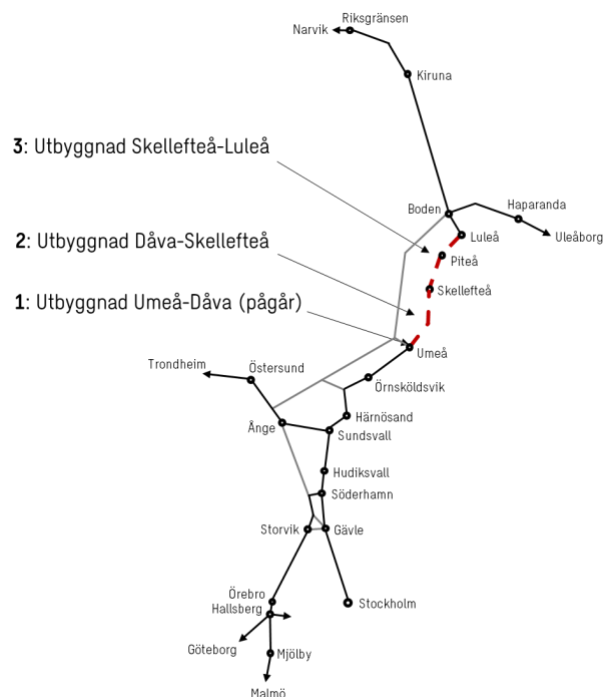 Riksgränsen
Narvik
Kiruna
3: Utbyggnad Skellefteå-Luleå
Haparanda
Boden
Luleå
Uleåborg
2: Utbyggnad Dåva-Skellefteå
Piteå
Skellefteå
1: Utbyggnad Umeå-Dåva (pågår)
Umeå
Trondheim
Östersund
Örnsköldsvik
Härnösand
Ånge
Sundsvall
Hudiksvall
Söderhamn
Storvik
Gävle
Örebro
Hallsberg
Stockholm
Göteborg
Mjölby
Malmö